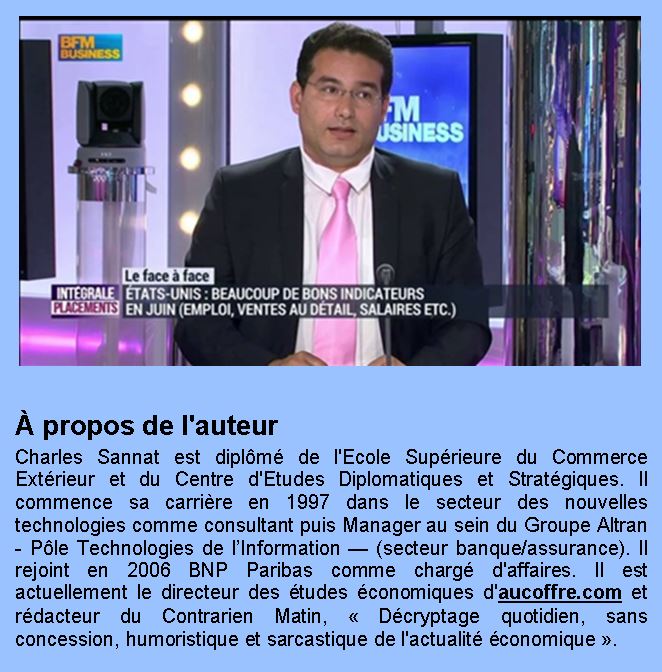 BFM
BUSINESS
FM
USINESS
Le face à face
INTÉGRALE
PLACEMENTS
ÉTATS-UNIS : BEAUCOUP DE BONS INDICATEURS
EN JUIN (EMPLOI, VENTES AU DÉTAIL, SALAIRES ETC.)
À propos de l'auteur
Charles Sannat est diplômé de l'Ecole Supérieure du Commerce
Extérieur et du Centre d'Etudes Diplomatiques et Stratégiques. Il
commence sa carrière en 1997 dans le secteur des nouvelles
technologies comme consultant puis Manager au sein du Groupe Altran
- Pôle Technologies de l’Information — (secteur banque/assurance). Il
rejoint en 2006 BNP Paribas comme chargé d'affaires. Il est
actuellement le directeur des études économiques d'aucoffre.com et
rédacteur du Contrarien Matin, « Décryptage quotidien, sans
concession, humoristique et sarcastique de l'actualité économique ».